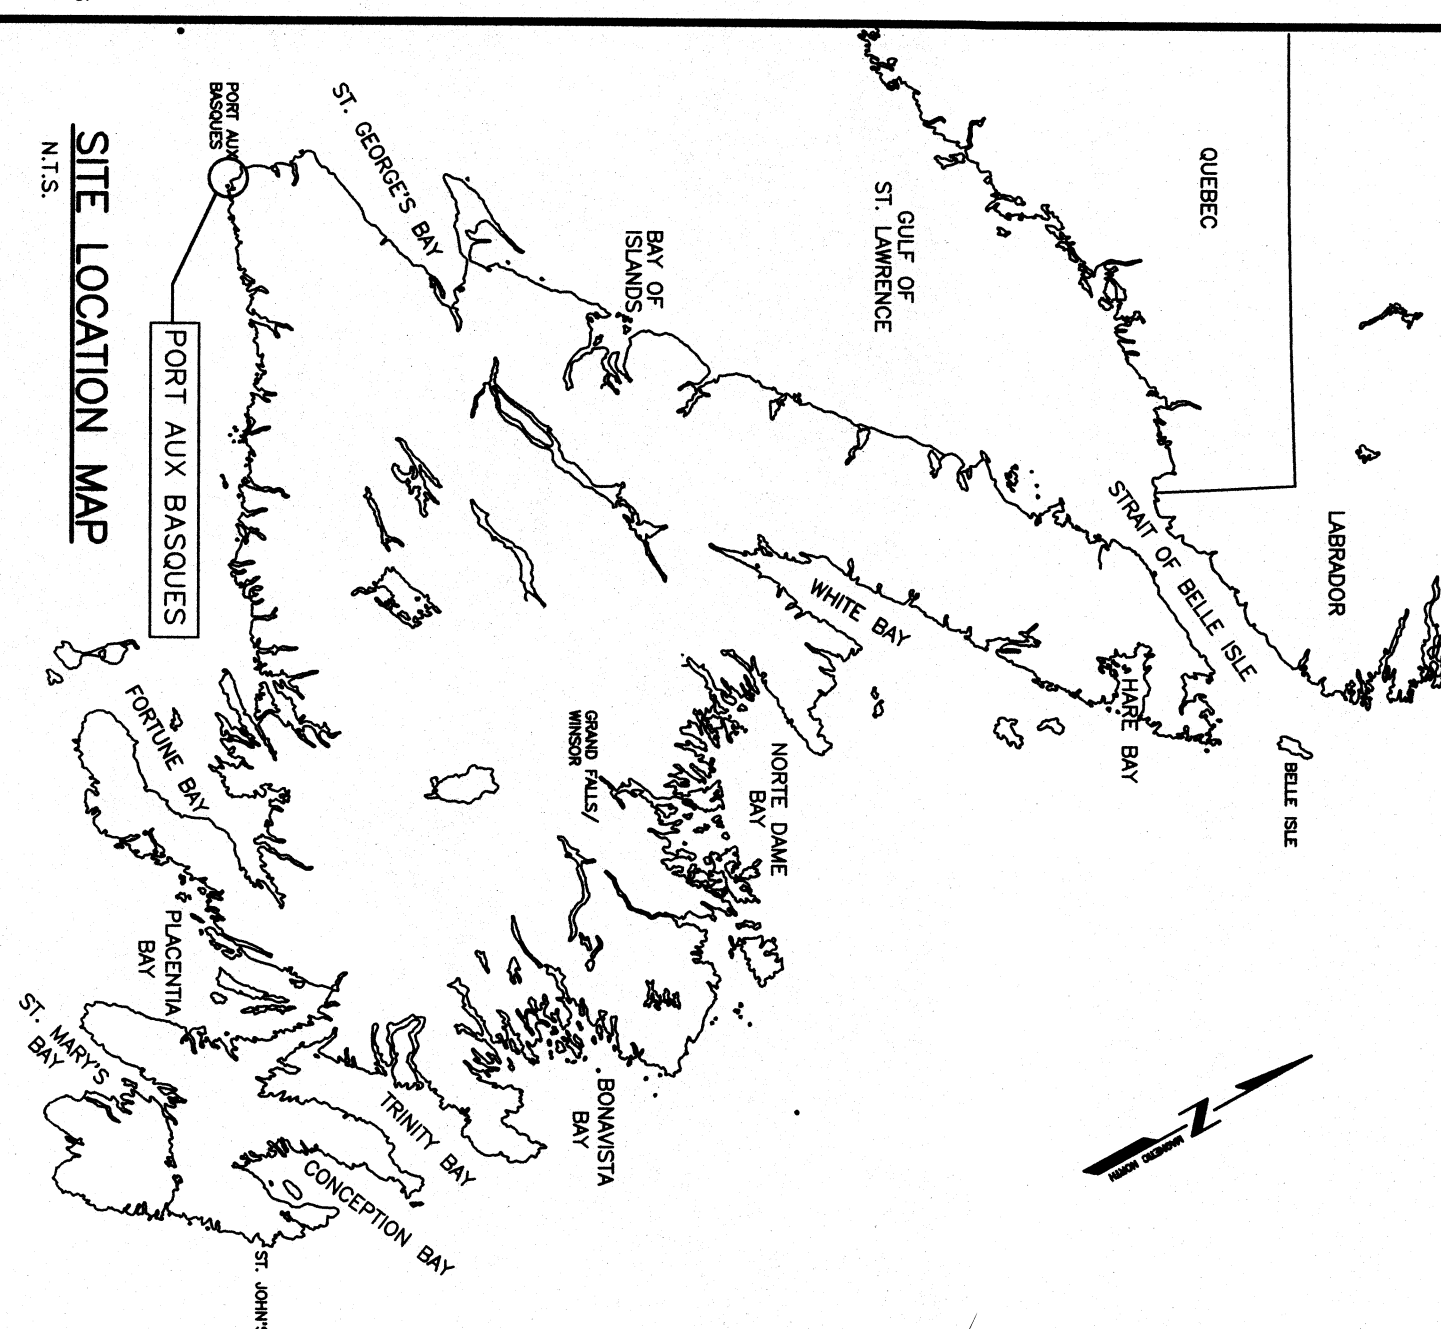 QUEBEC
LABRADOR
GULF OF
ST. LAWRENCE
STRAIT OF BELLE ISLE
BELLE ISLE
HARE BAY
WHITE BAY
BAY OF
ISLANDS
ST. GEORGE'S BAY
PORT AUX
BASQUES
NORTE DAME
BAY
GRAND FALLS/
WINSOR
BONAVISTA
BAY
TRINITY BAY
CONCEPTION BAY
ST. JOHN'S
FORTUNE BAY
PLACENTIA
BAY
ST. MARY'S
BAY
MAGNETIC NORTH
PORT AUX BASQUES
SITE LOCATION MAP
N.T.S.